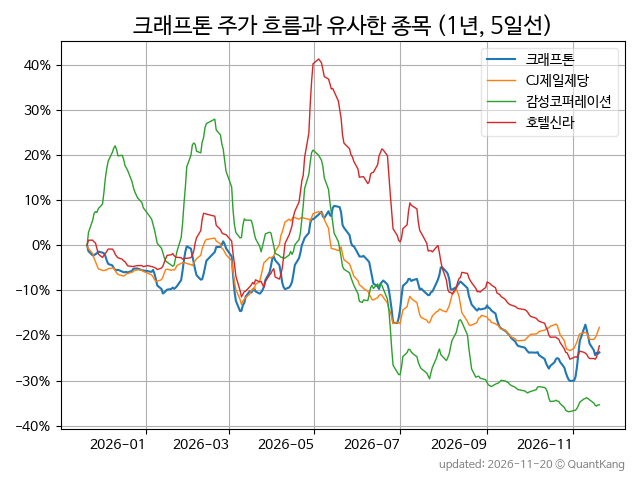 크래프톤 주가 흐름과 유사한 종목 (1년, 5일선)
크래프톤
CJ제일제당
감성코퍼레이션
호텔신라
40%
30%
20%
10%
0%
−10%
−20%
−30%
−40%
2026-01
2026-03
2026-05
2026-07
2026-09
2026-11
updated: 2026-11-20 © QuantKang